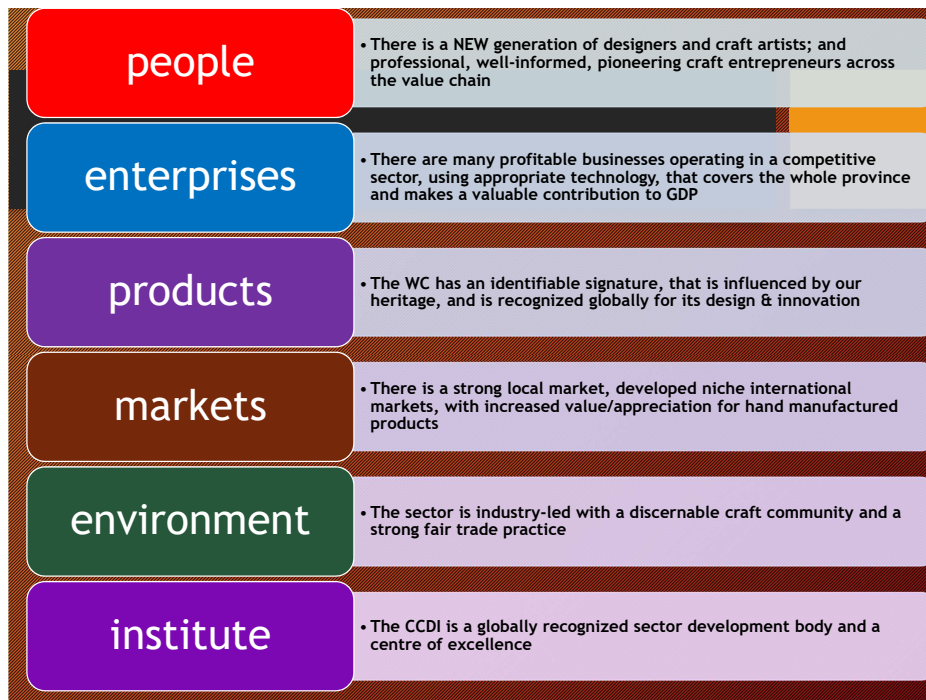 people
• There is a NEW generation of designers and craft artists; and
professional, well-informed, pioneering craft entrepreneurs across
the value chain
enterprises
• There are many profitable businesses operating in a competitive
sector, using appropriate technology, that covers the whole province
and makes a valuable contribution to GDP
products
• The WC has an identifiable signature, that is influenced by our
heritage, and is recognized globally for its design & innovation
markets
• There is a strong local market, developed niche international
markets, with increased value/appreciation for hand manufactured
products
environment
• The sector is industry-led with a discernable craft community and a
strong fair trade practice
institute
• The CCDI is a globally recognized sector development body and a
centre of excellence